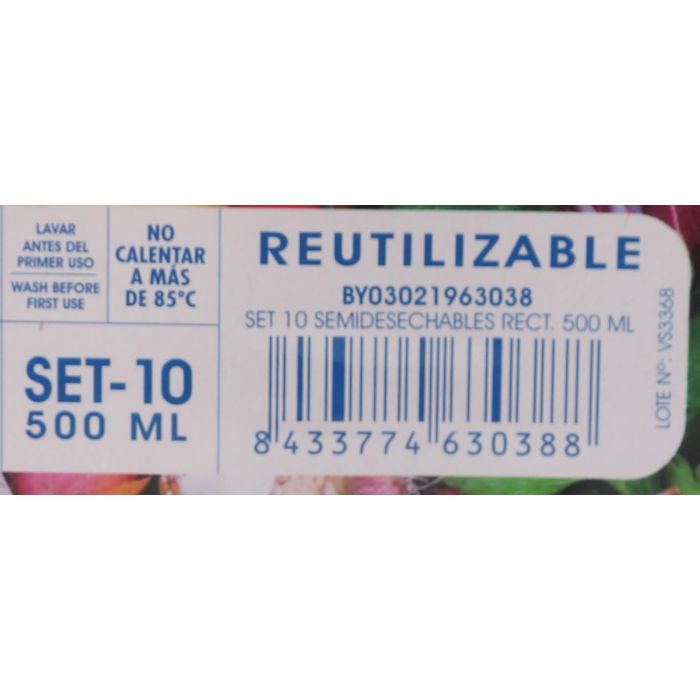 LAVAR
ANTES DEL
PRIMER USO
WASH BEFORE
FIRST USE
NO
CALENTAR
A MÁS
DE 85ºC
SET-10
500 ML
REUTILIZABLE
BY03021963038
SET 10 SEMIDESECHABLES RECT. 500 ML
8 433774 630388
LOTE Nº: VS3368